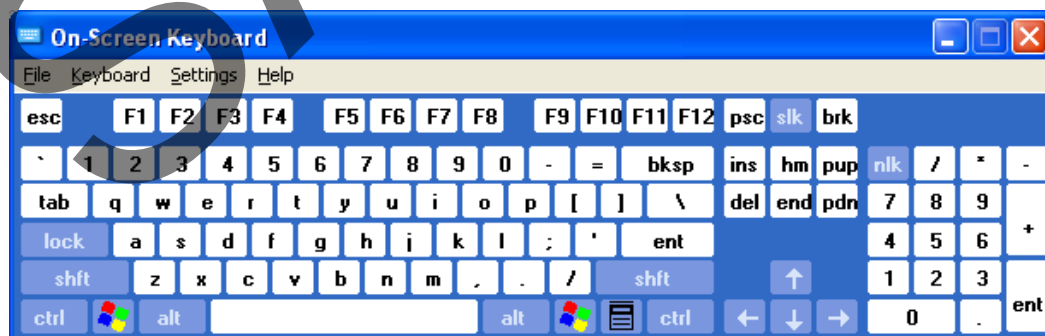 On-Screen Keyboard
File Keyboard Settings Help
esc F1 F2 F3 F4 F5 F6 F7 F8 F9 F10 F11 F12 psc slk brk
` 1 2 3 4 5 6 7 8 9 0 - = bksp ins hm pup nlk / * -
tab q w e r t y u i o p [ ] \ del end pdn 7 8 9 +
lock a s d f g h j k l ; ' ent 4 5 6
shft z x c v b n m , . / shft ↑ 1 2 3 ent
ctrl alt alt ctrl ← ↓ → 0 .